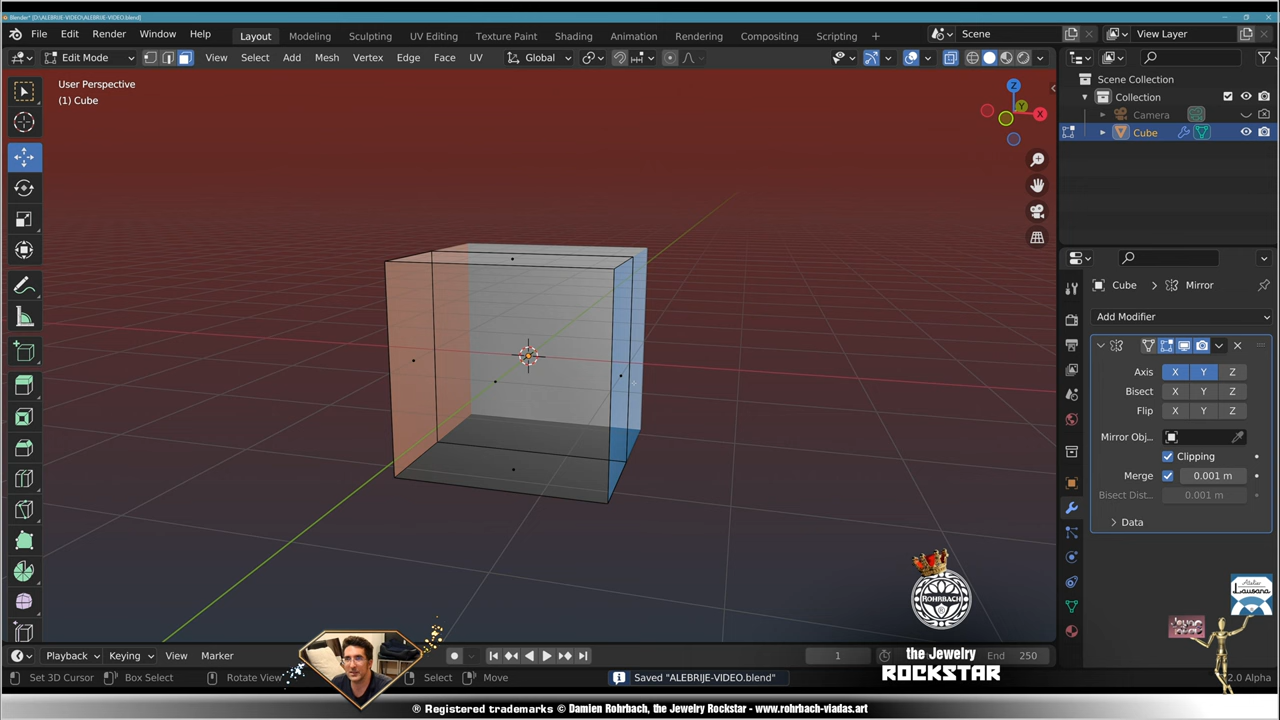 Blender* [D:\ALEBRIJE-VIDEO\ALEBRIJE-VIDEO.blend]
File Edit Render Window Help
Layout Modeling Sculpting UV Editing Texture Paint Shading Animation Rendering Compositing Scripting
Scene
View Layer
Edit Mode View Select Add Mesh Vertex Edge Face UV
Global
User Perspective
(1) Cube
Z
Y
X
Scene Collection
Collection
Camera
Cube
Cube > Mirror
Add Modifier
Axis X Y Z
Bisect X Y Z
Flip X Y Z
Mirror Obj...
Clipping
Merge 0.001 m
Bisect Dist... 0.001 m
Data
Playback Keying View Marker
1
End 250
Set 3D Cursor Box Select Rotate View Select Move
Saved "ALEBRIJE-VIDEO.blend"
2.0 Alpha
ROHRBACH
the Jewelry
ROCKSTAR
Atelier
Lausana
® Registered trademarks © Damien Rohrbach, the Jewelry Rockstar - www.rohrbach-viadas.art